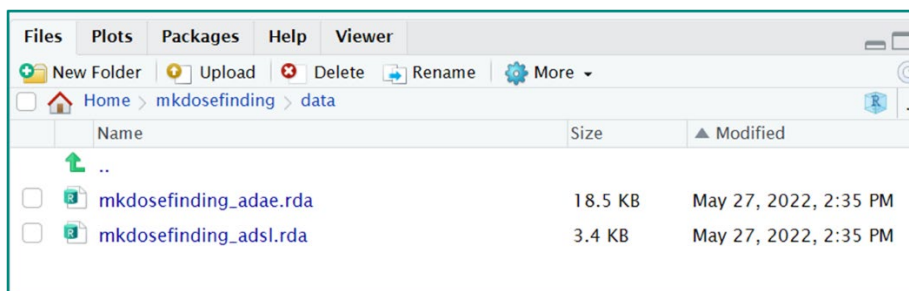 Files Plots Packages Help Viewer
New Folder Upload Delete Rename More
Home > mkdosefinding > data
Name Size Modified
..
mkdosefinding_adae.rda 18.5 KB May 27, 2022, 2:35 PM
mkdosefinding_adsl.rda 3.4 KB May 27, 2022, 2:35 PM